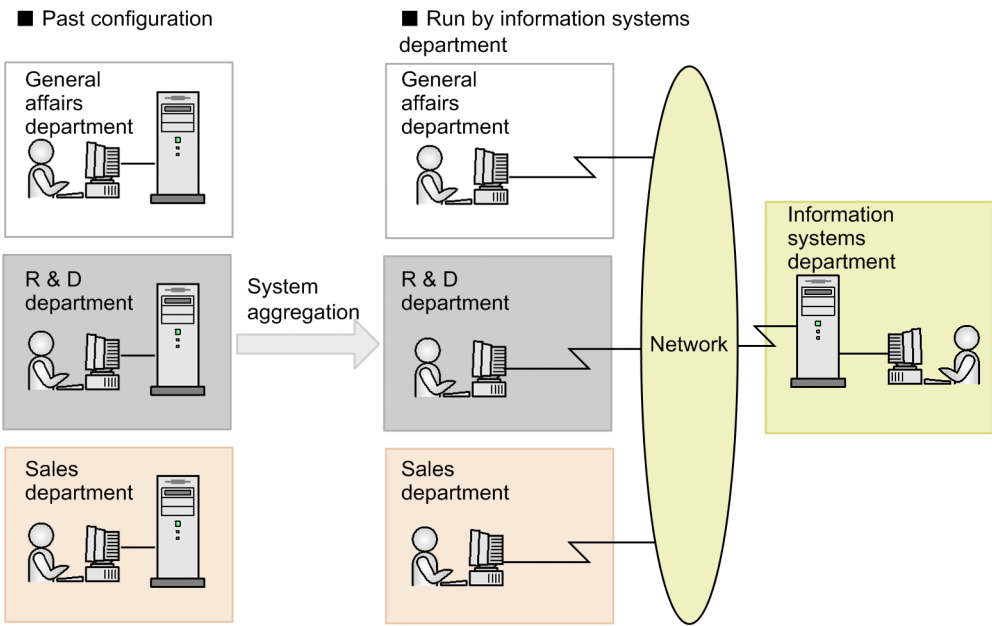 ■ Past configuration
■ Run by information systems
department
General
affairs
department
R & D
department
Sales
department
System
aggregation
General
affairs
department
R & D
department
Sales
department
Network
Information
systems
department